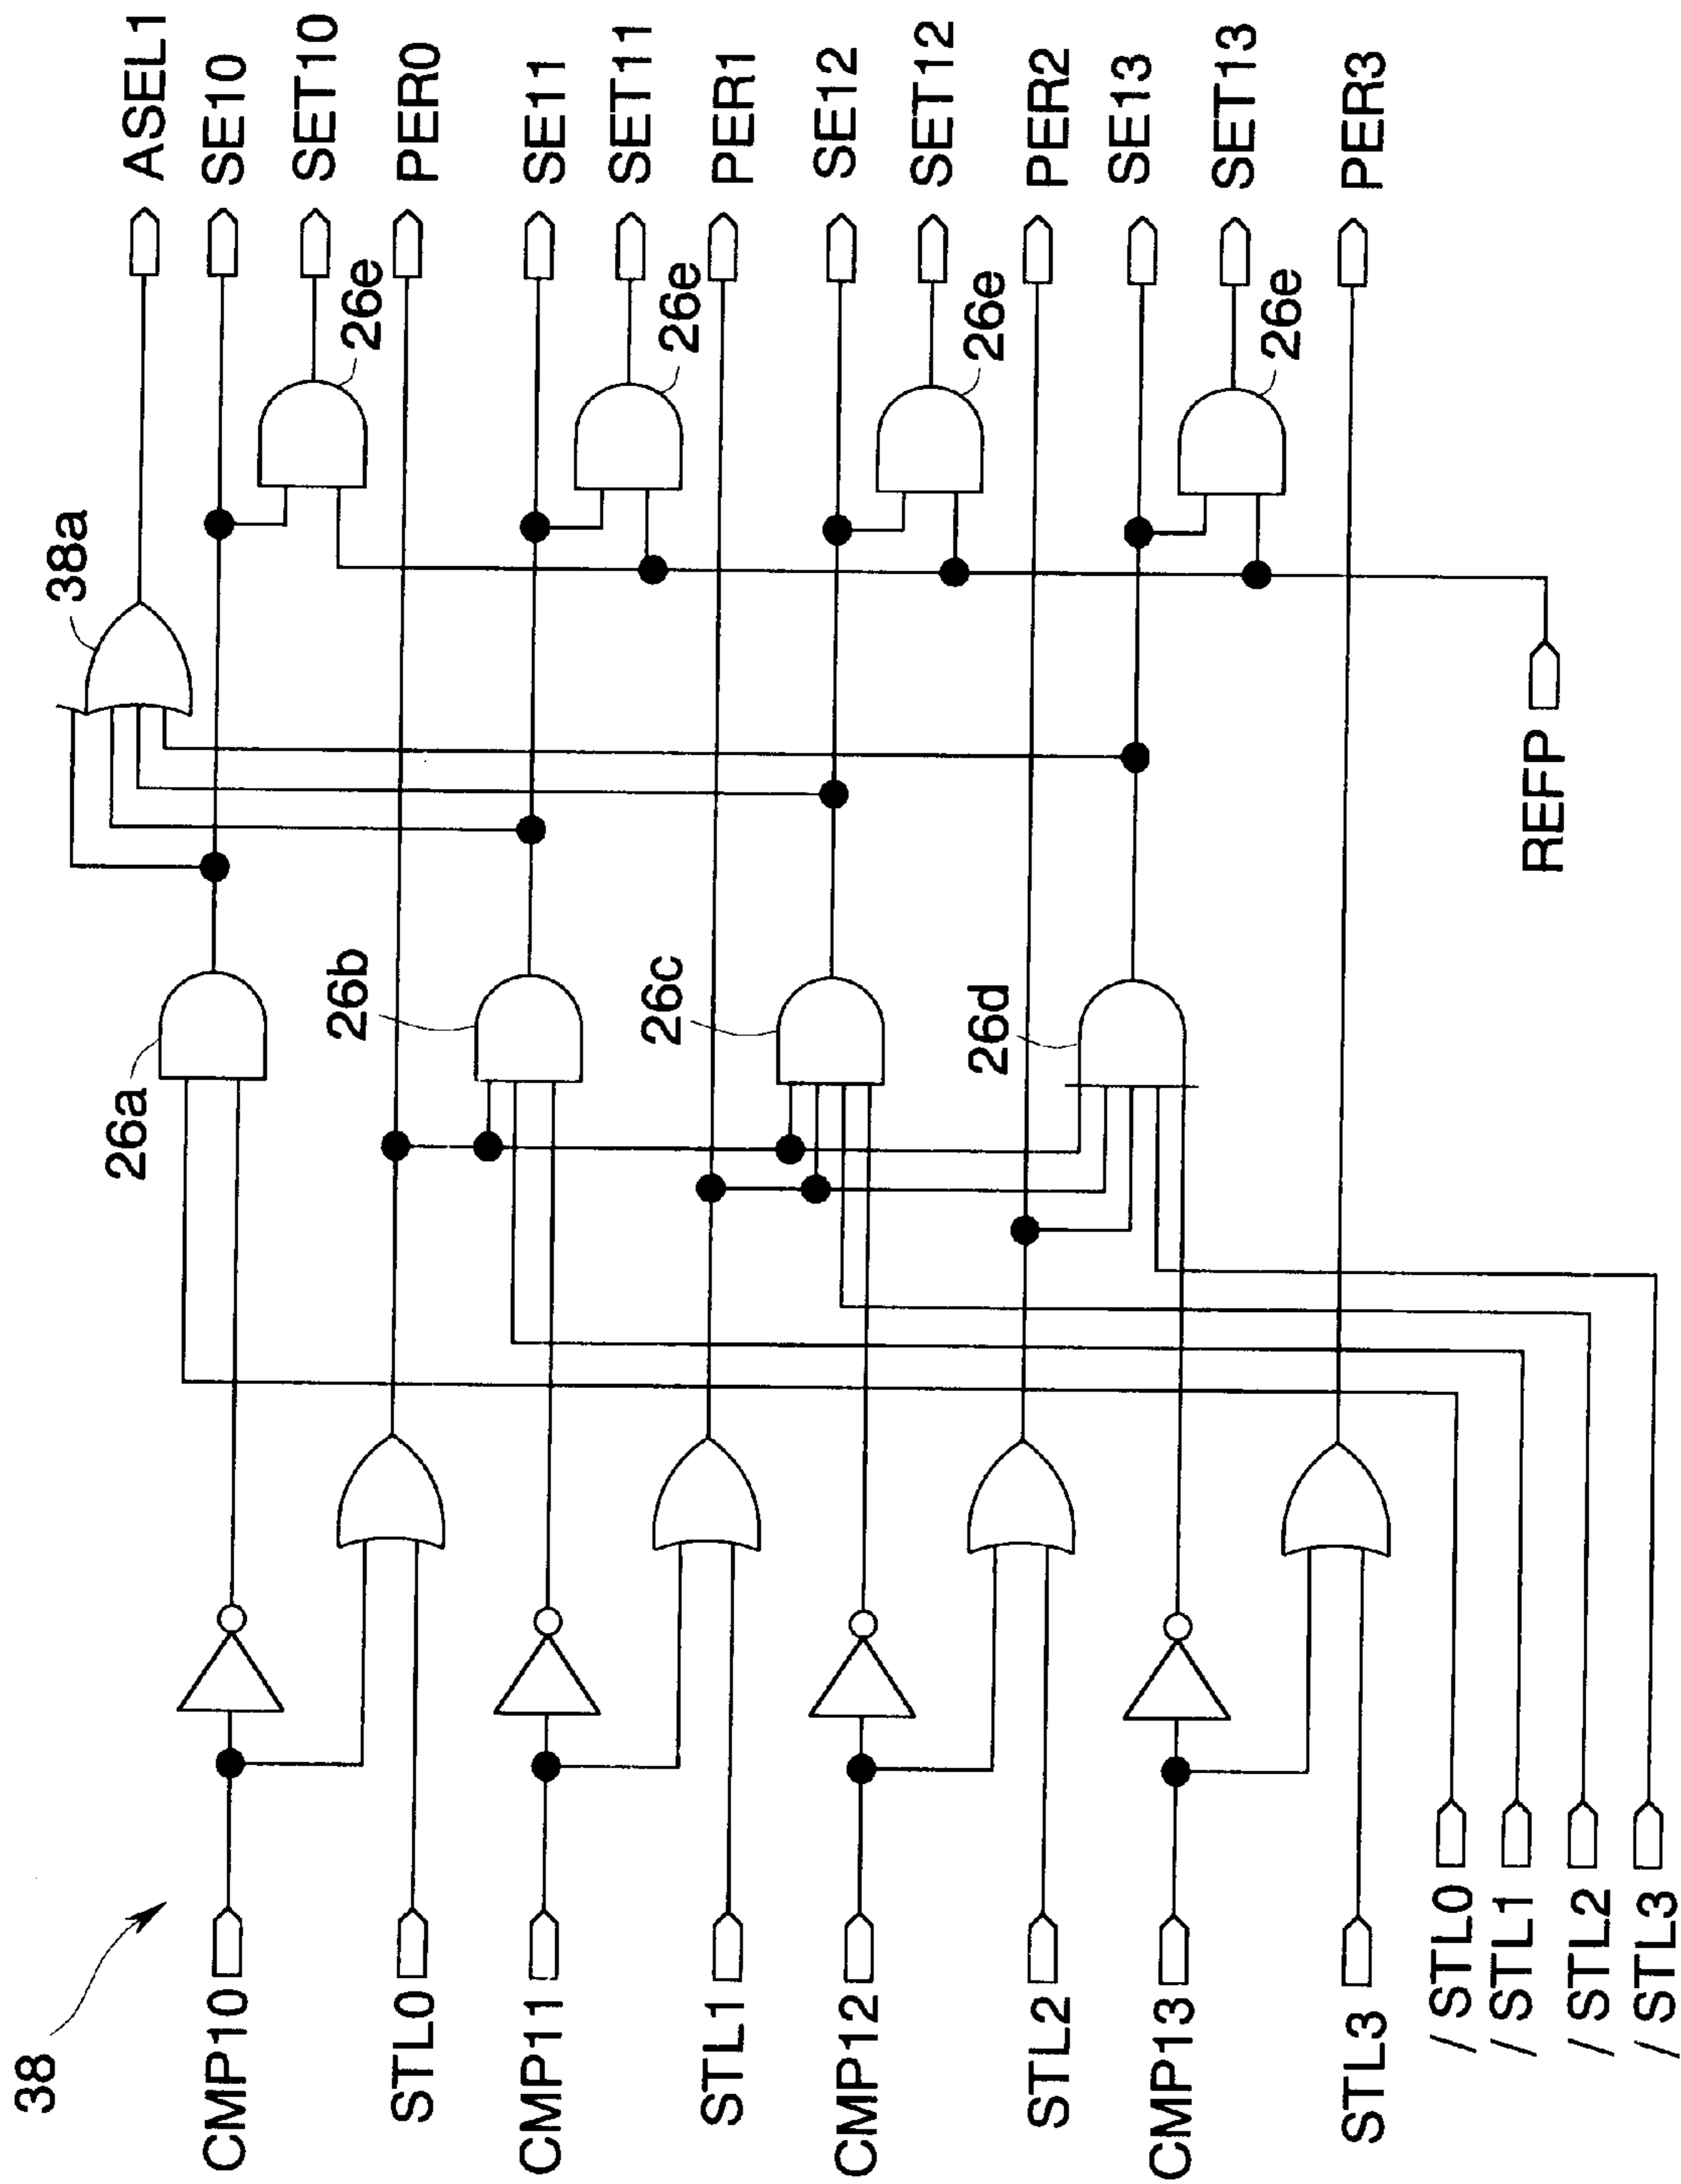 38
CMP10
STL0
CMP11
STL1
CMP12
STL2
CMP13
STL3
/STL0
/STL1
/STL2
/STL3
26a
26b
26c
26d
38a
REFP
26e
26e
26e
26e
ASEL1
SE10
SET10
PER0
SE11
SET11
PER1
SE12
SET12
PER2
SE13
SET13
PER3